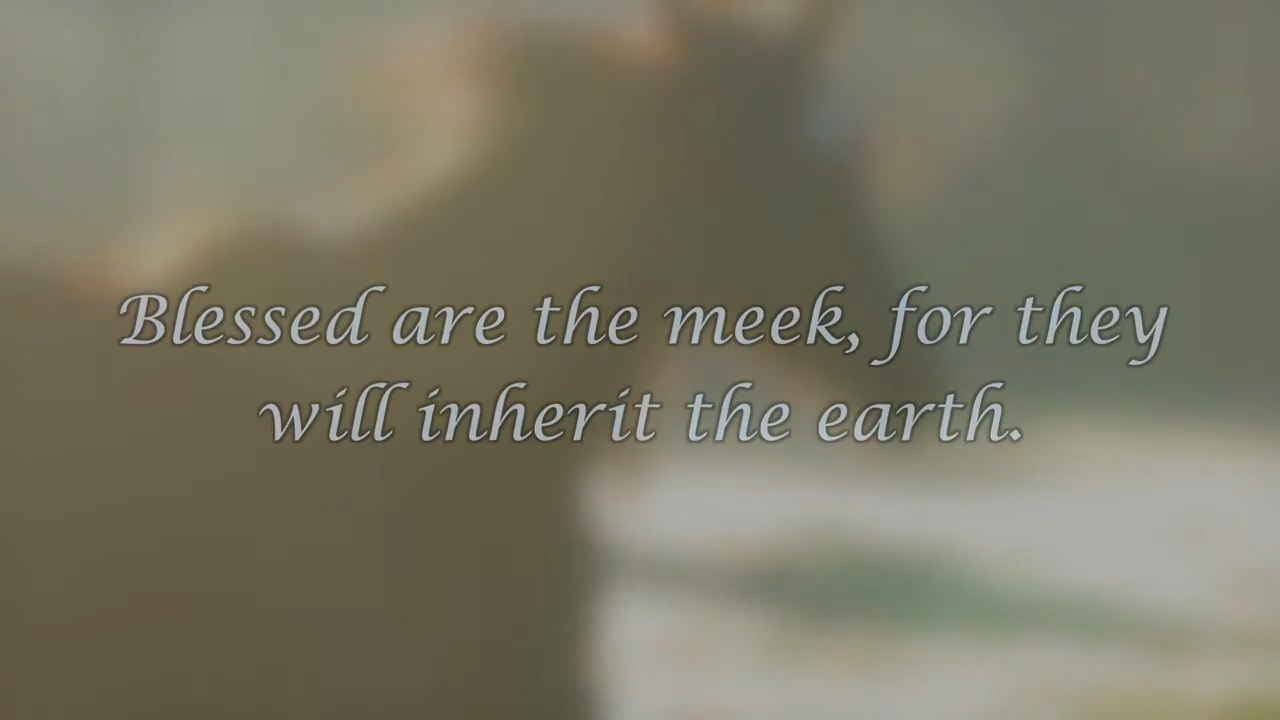 Blessed are the meek, for they
will inherit the earth.